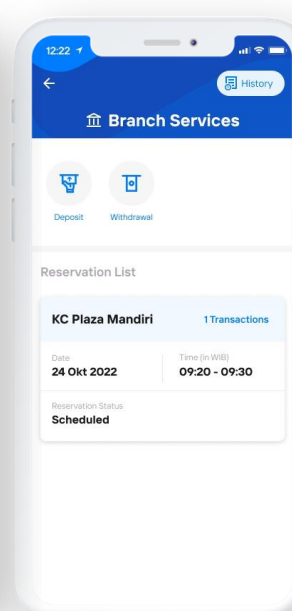 12:22
History
Branch Services
Deposit
Withdrawal
Reservation List
KC Plaza Mandiri
1 Transactions
Date
Time (in WIB)
24 Okt 2022
09:20 - 09:30
Reservation Status
Scheduled